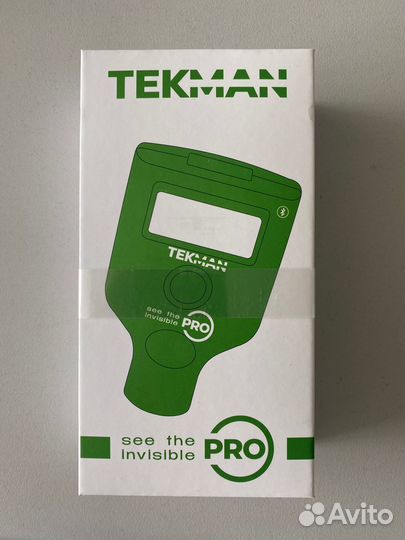 TEKMAN
TEKMAN
see the
invisible
PRO
see the
invisible
PRO
Avito